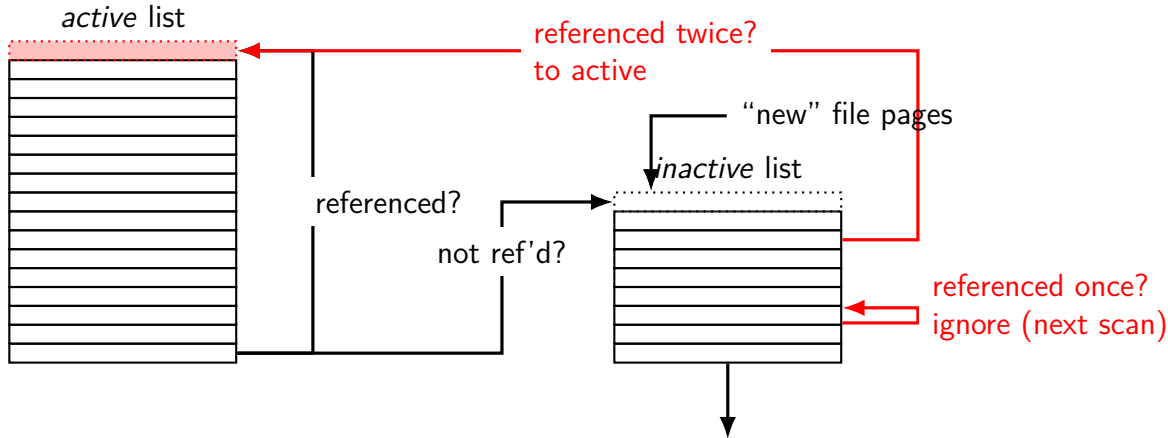 active list
referenced twice?
to active
“new” file pages
inactive list
referenced?
not ref’d?
referenced once?
ignore (next scan)